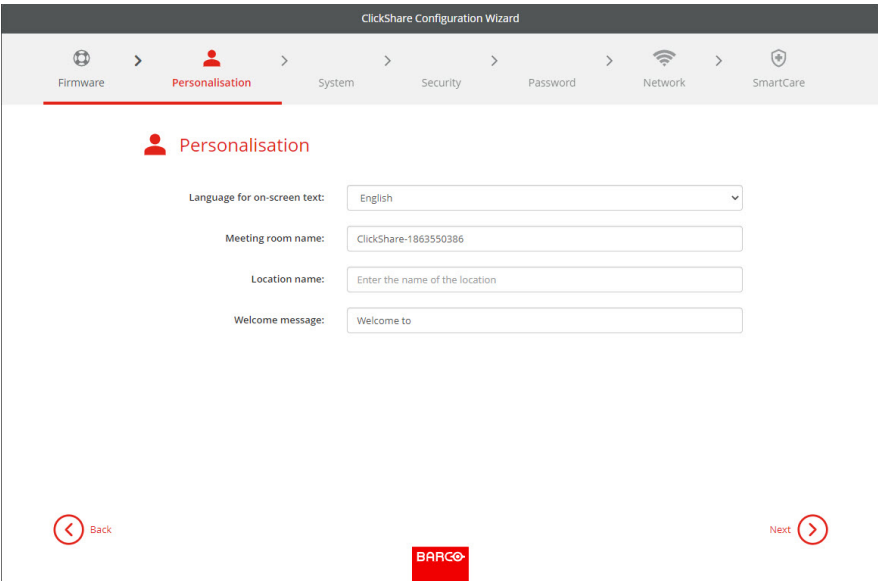 ClickShare Configuration Wizard
Firmware
Personalisation
System
Security
Password
Network
SmartCare
Personalisation
Language for on-screen text: English
Meeting room name: ClickShare-1863550386
Location name: Enter the name of the location
Welcome message: Welcome to
Back
Next
BARCO